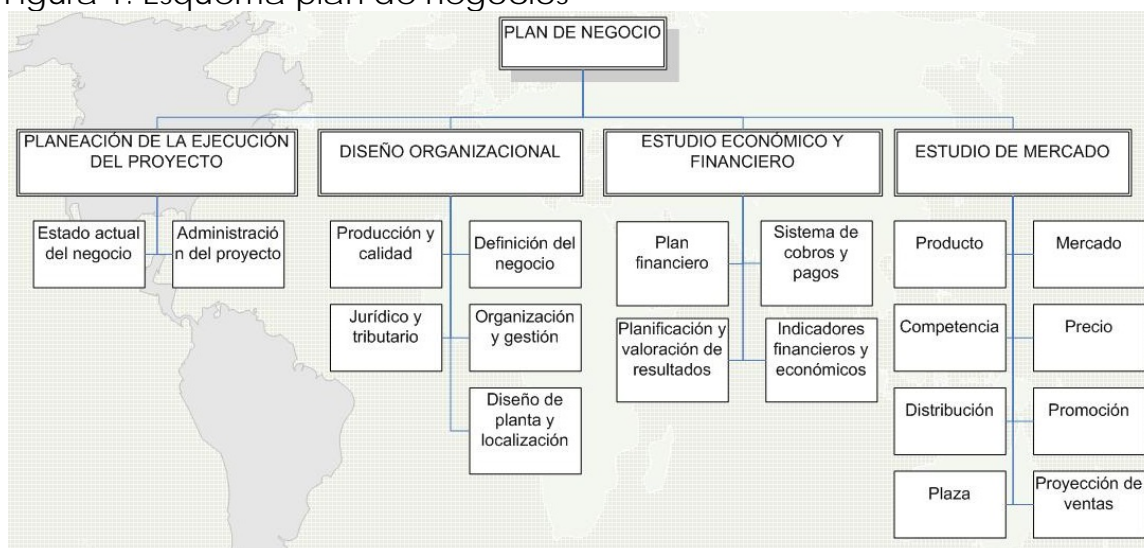 Figura 1. Esquema plan de negocios
PLAN DE NEGOCIO
PLANEACIÓN DE LA EJECUCIÓN
DEL PROYECTO
DISEÑO ORGANIZACIONAL
ESTUDIO ECONÓMICO Y
FINANCIERO
ESTUDIO DE MERCADO
Estado actual
del negocio
Administració
n del proyecto
Producción y
calidad
Definición del
negocio
Jurídico y
tributario
Organización
y gestión
Diseño de
planta y
localización
Plan
financiero
Sistema de
cobros y
pagos
Planificación y
valoración de
resultados
Indicadores
financieros y
económicos
Producto
Mercado
Competencia
Precio
Distribución
Promoción
Plaza
Proyección de
ventas